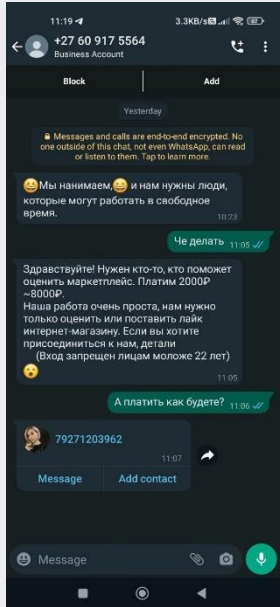 11:19 3.3KB/s
+27 60 917 5564
Business Account
Block Add
Yesterday
Messages and calls are end-to-end encrypted. No
one outside of this chat, not even WhatsApp, can read
or listen to them. Tap to learn more.
😆Мы нанимаем,😆 и нам нужны люди,
которые могут работать в свободное
время.
10:23
Че делать 11:05
Здравствуйте! Нужен кто-то, кто поможет
оценить маркетплейс. Платим 2000₽
~8000₽.
Наша работа очень проста, нам нужно
только оценить или поставить лайк
интернет-магазину. Если вы хотите
присоединиться к нам, детали
(Вход запрещен лицам моложе 22 лет)
😮
11:05
А платить как будете? 11:06
79271203962
11:07
Message Add contact
Message